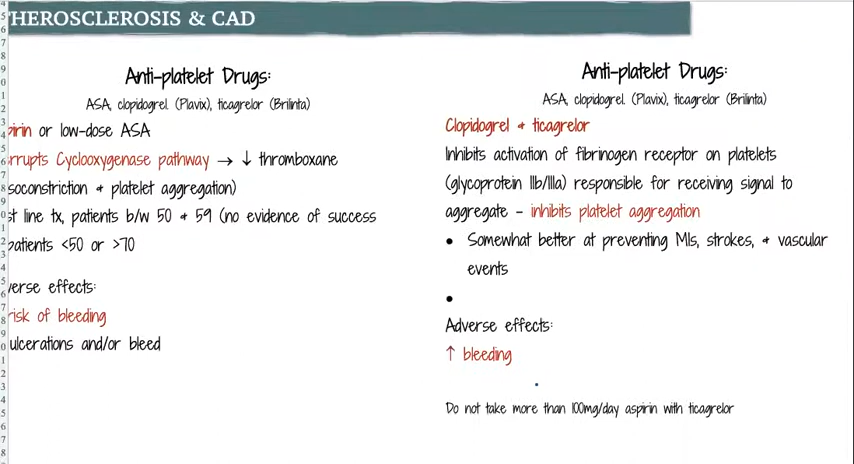 THEROSCLEROSIS & CAD
Anti-platelet Drugs:
ASA, clopidogrel (Plavix), ticagrelor (Brilinta)
pirin or low-dose ASA
rrupts Cyclooxygenase pathway → ↓ thromboxane
soconstriction & platelet aggregation)
st line tx, patients b/w 50 & 59 (no evidence of success
patients <50 or >70
verse effects:
risk of bleeding
ulcerations and/or bleed
Anti-platelet Drugs:
ASA, clopidogrel (Plavix), ticagrelor (Brilinta)
Clopidogrel & ticagrelor
Inhibits activation of fibrinogen receptor on platelets
(glycoprotein IIb/IIIa) responsible for receiving signal to
aggregate – inhibits platelet aggregation
• Somewhat better at preventing MIs, strokes, & vascular
events
•
Adverse effects:
↑ bleeding
Do not take more than 100mg/day aspirin with ticagrelor